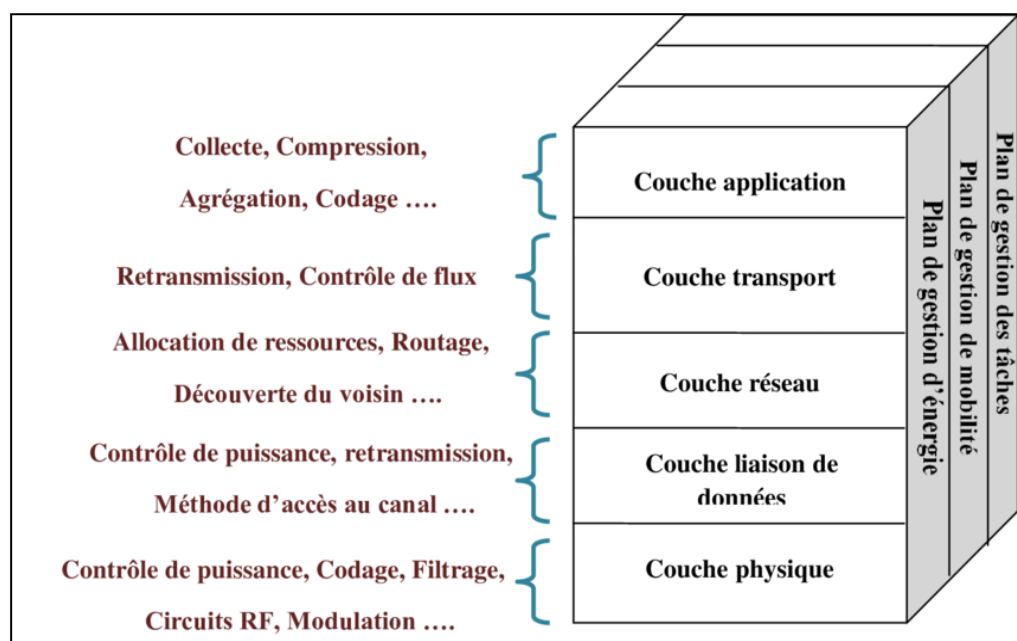 Collecte, Compression,
Agrégation, Codage ….
Couche application
Retransmission, Contrôle de flux
Couche transport
Allocation de ressources, Routage,
Découverte du voisin ….
Couche réseau
Contrôle de puissance, retransmission,
Méthode d’accès au canal ….
Couche liaison de
données
Contrôle de puissance, Codage, Filtrage,
Circuits RF, Modulation ….
Couche physique
Plan de gestion d’énergie
Plan de gestion de mobilité
Plan de gestion des tâches